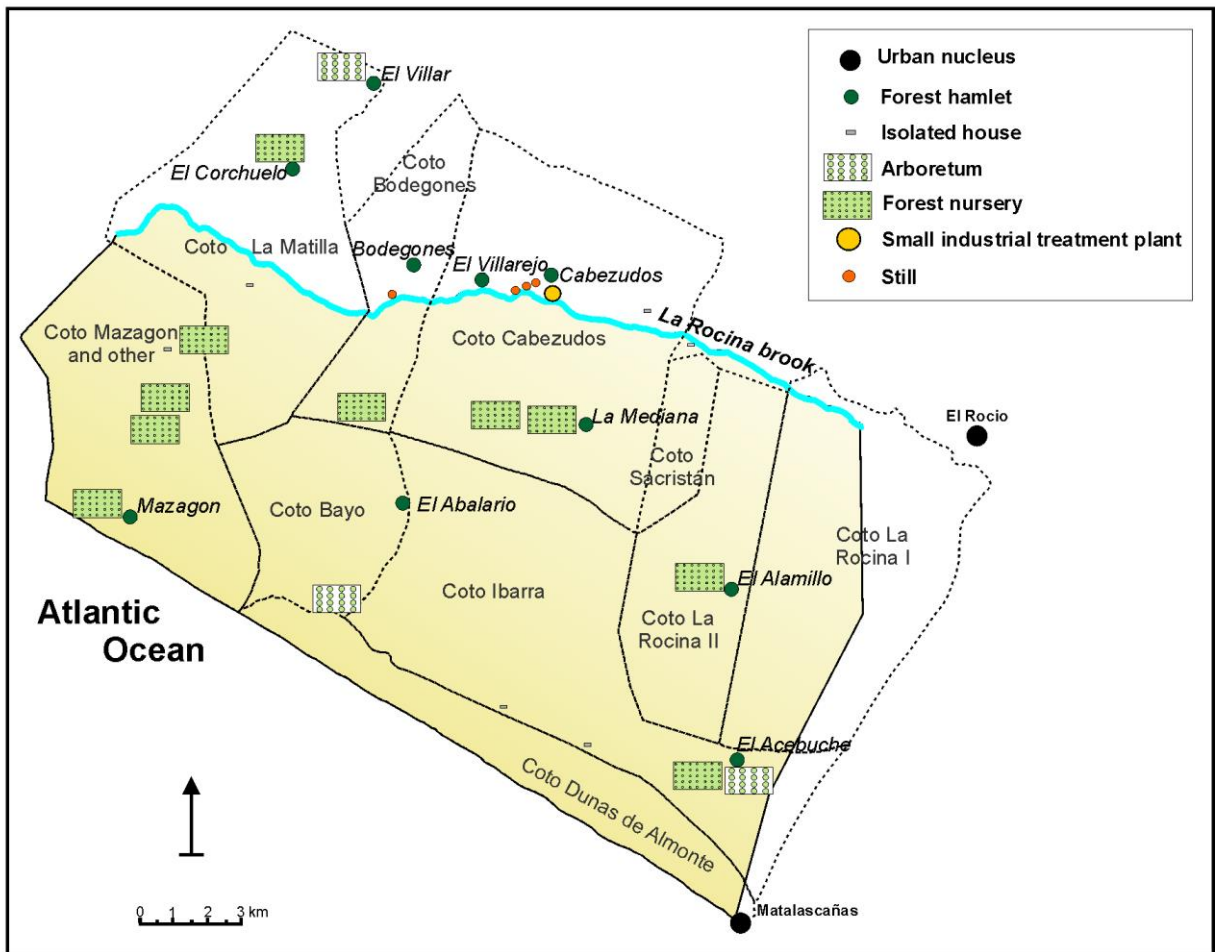 El Villar
El Corchuelo
Coto
Bodegones
Coto La Matilla
Bodegones
El Villarejo
Cabezudos
La Rocina brook
Coto Mazagon
and other
Coto Cabezudos
El Rocio
La Mediana
Coto
Sacristán
Mazagon
Coto Bayo
El Abalario
Coto La
Rocina I
El Alamillo
Coto Ibarra
Coto La
Rocina II
Atlantic
Ocean
El Acebuche
Coto Dunas de Almonte
Matalascañas
0 1 2 3 km
Urban nucleus
Forest hamlet
Isolated house
Arboretum
Forest nursery
Small industrial treatment plant
Still